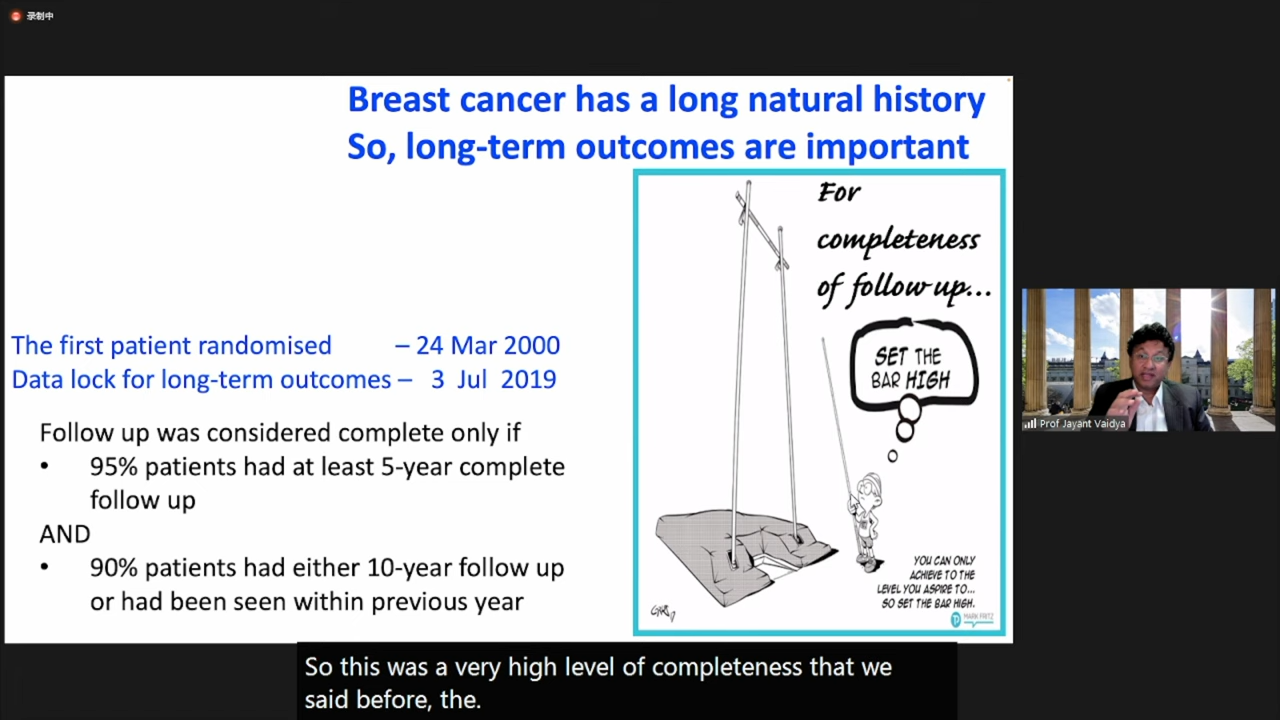 录制中
Breast cancer has a long natural history
So, long-term outcomes are important
The first patient randomised – 24 Mar 2000
Data lock for long-term outcomes – 3 Jul 2019
Follow up was considered complete only if
• 95% patients had at least 5-year complete
follow up
AND
• 90% patients had either 10-year follow up
or had been seen within previous year
For
completeness
of follow up...
SET THE
BAR HIGH
YOU CAN ONLY
ACHIEVE TO THE
LEVEL YOU ASPIRE TO...
SO SET THE BAR HIGH.
MARK FRITZ
Prof Jayant Vaidya
So this was a very high level of completeness that we
said before, the.